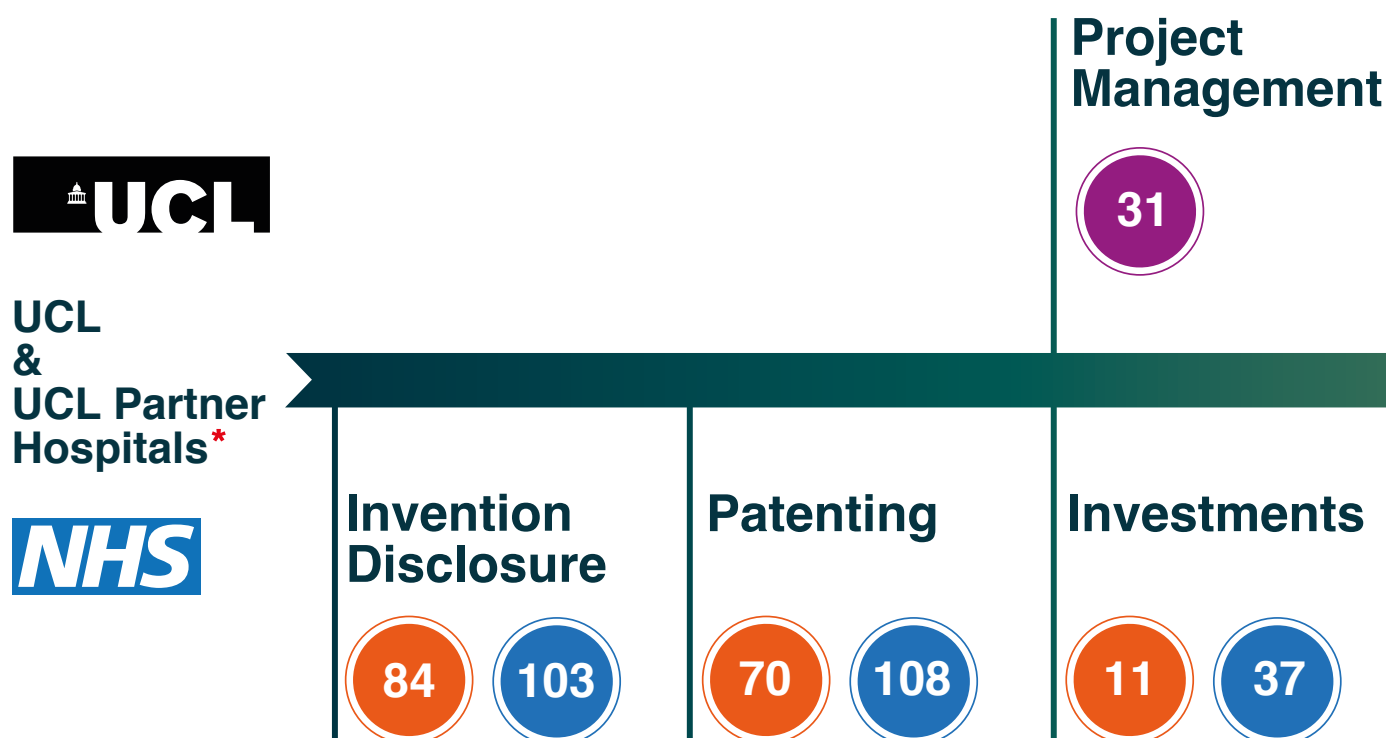 Project
Management
31
UCL
UCL
&
UCL Partner
Hospitals*
NHS
Invention
Disclosure
84 103
Patenting
70 108
Investments
11 37